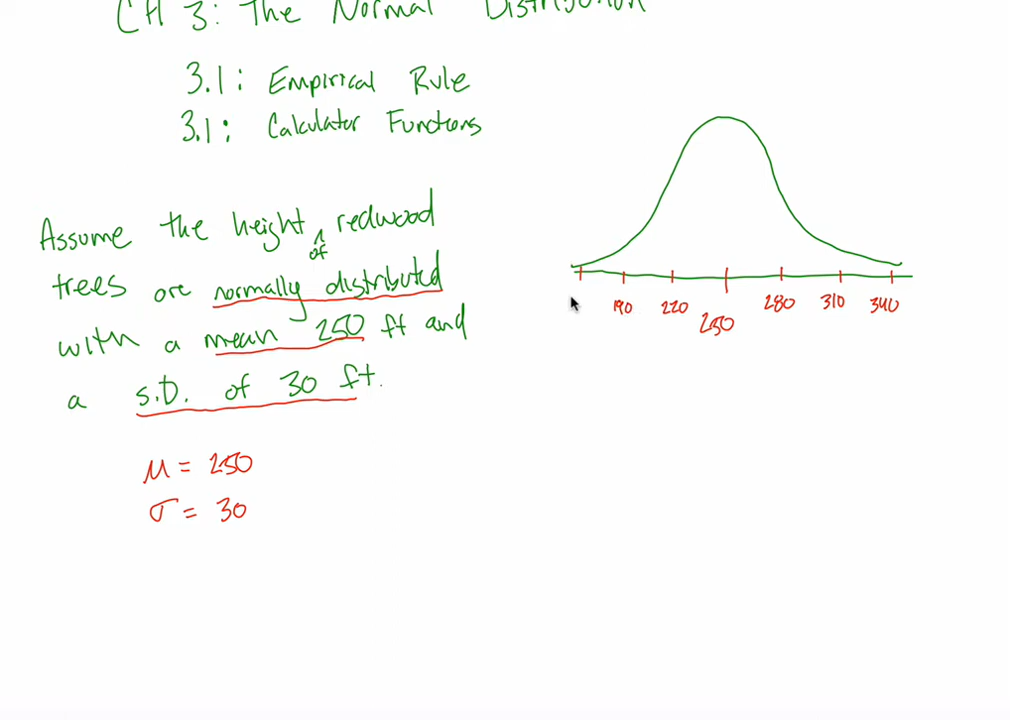 CH 3: The Normal Distribution
3.1: Empirical Rule
3.1: Calculator Functions
Assume the height of redwood
trees are normally distributed
with a mean 250 ft and
a S.D. of 30 ft.
μ = 250
σ = 30
190 220 250 280 310 340